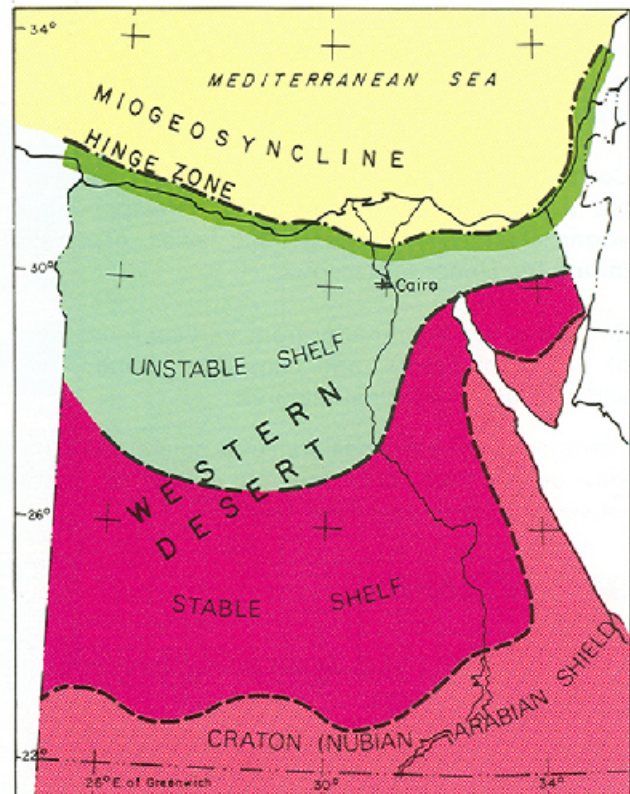 34°
MEDITERRANEAN SEA
MIOGEOSYNCLINE
HINGE ZONE
30°
Cairo
UNSTABLE SHELF
WESTERN
DESERT
26°
STABLE SHELF
CRATON (NUBIAN - ARABIAN SHIELD)
22°
26° E. of Greenwich
30°
34°